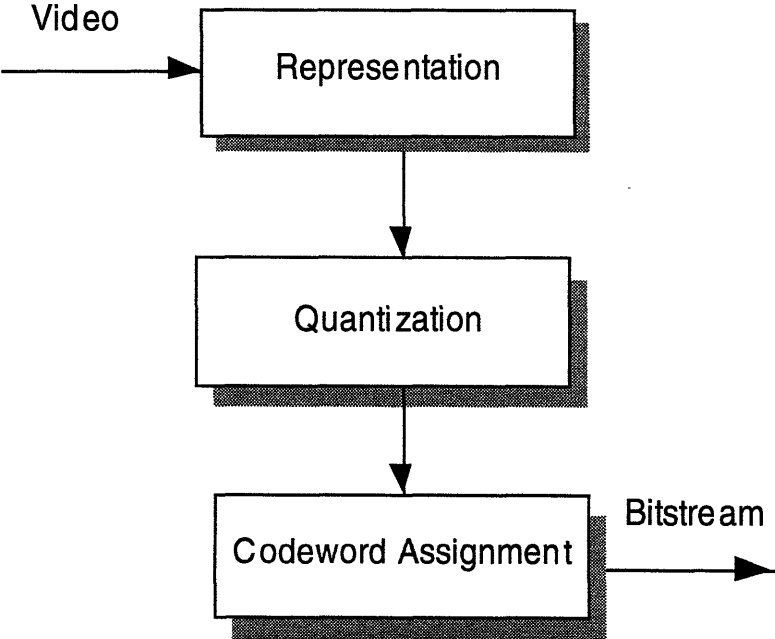 Video
Representation
Quantization
Codeword Assignment
Bitstream